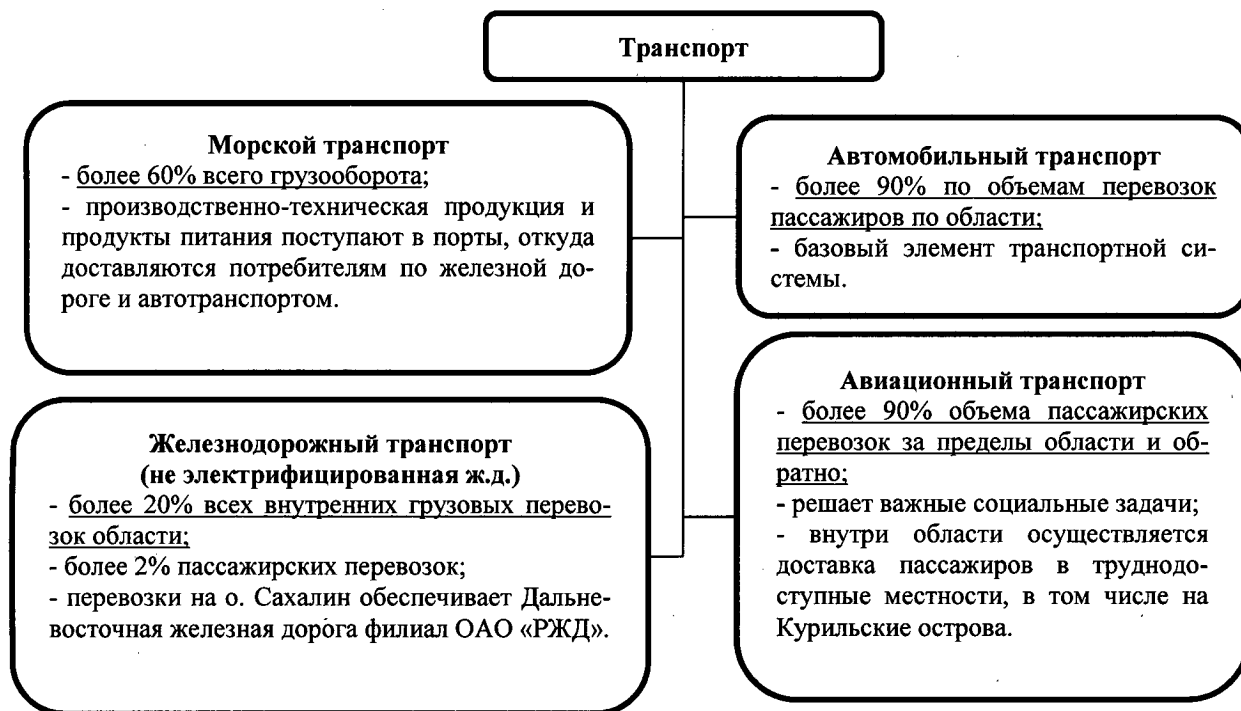 Транспорт
Морской транспорт
- более 60% всего грузооборота;
- производственно-техническая продукция и
продукты питания поступают в порты, откуда
доставляются потребителям по железной до-
роге и автотранспортом.
Автомобильный транспорт
- более 90% по объемам перевозок
пассажиров по области;
- базовый элемент транспортной си-
стемы.
Железнодорожный транспорт
(не электрифицированная ж.д.)
- более 20% всех внутренних грузовых перево-
зок области;
- более 2% пассажирских перевозок;
- перевозки на о. Сахалин обеспечивает Дальне-
восточная железная дорога филиал ОАО «РЖД».
Авиационный транспорт
- более 90% объема пассажирских
перевозок за пределы области и об-
ратно;
- решает важные социальные задачи;
- внутри области осуществляется
доставка пассажиров в труднодо-
ступные местности, в том числе на
Курильские острова.